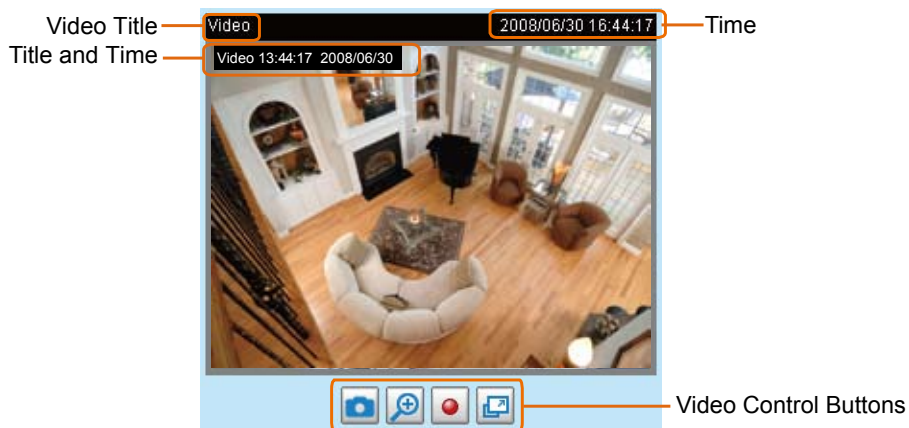 Video Title
Video
2008/06/30 16:44:17
Time
Title and Time
Video 13:44:17 2008/06/30
Video Control Buttons